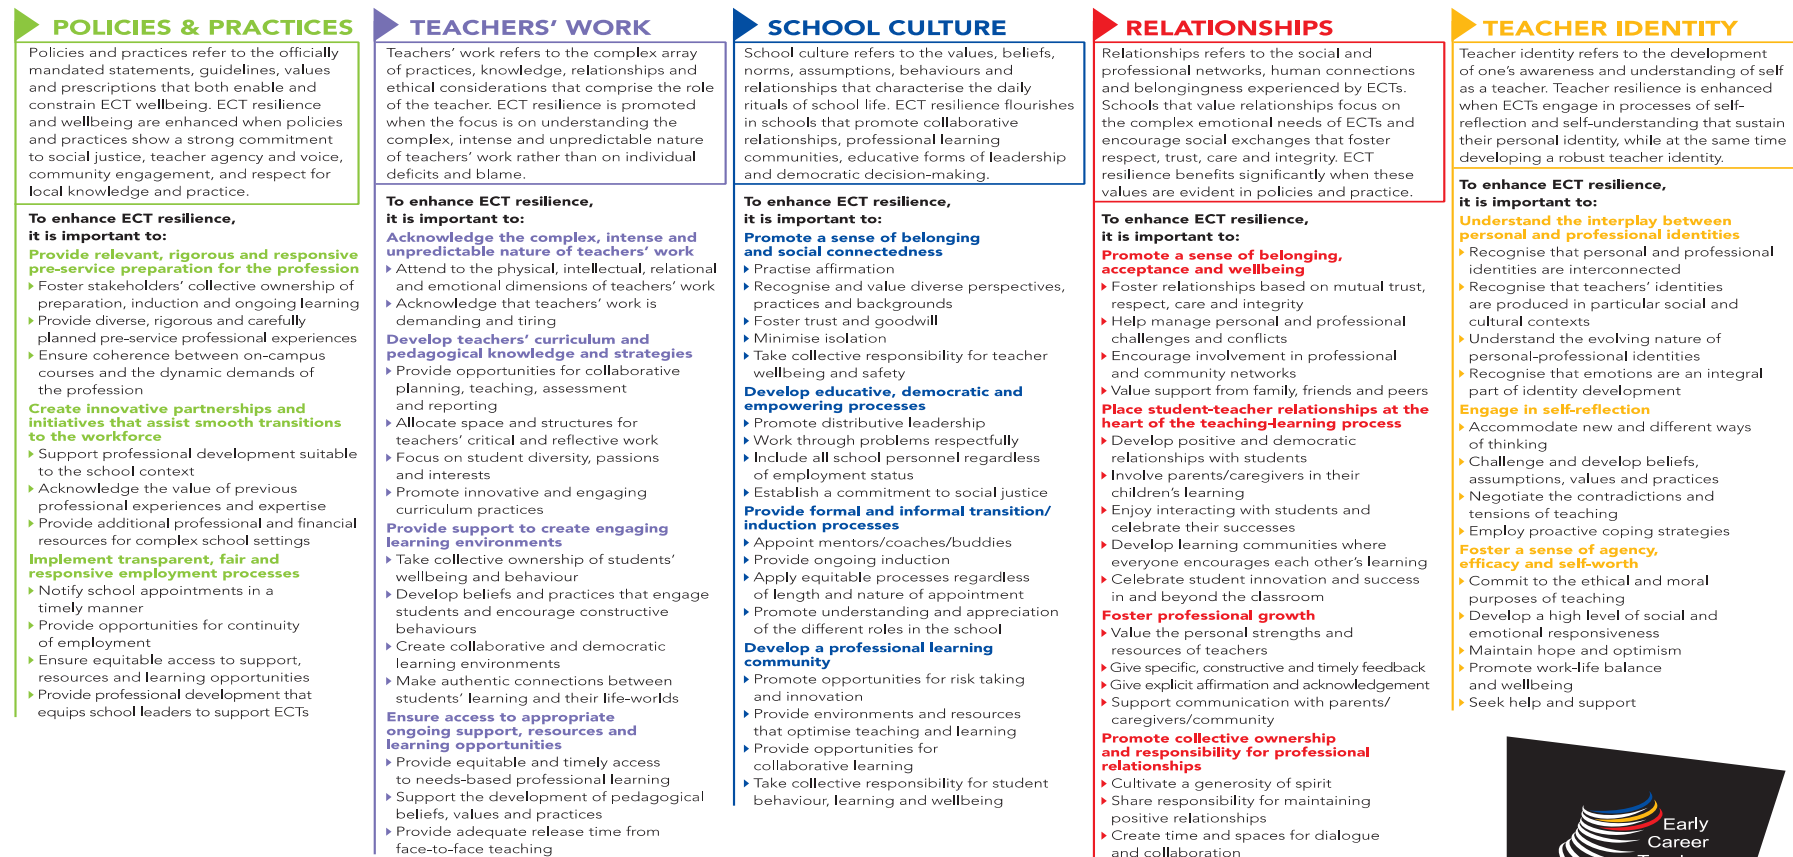 POLICIES & PRACTICES
Policies and practices refer to the officially
mandated statements, guidelines, values
and prescriptions that both enable and
constrain ECT wellbeing. ECT resilience
and wellbeing are enhanced when policies
and practices show a strong commitment
to social justice, teacher agency and voice,
community engagement, and respect for
local knowledge and practice.
To enhance ECT resilience,
it is important to:
Provide relevant, rigorous and responsive
pre-service preparation for the profession
Foster stakeholders' collective ownership of
preparation, induction and ongoing learning
Provide diverse, rigorous and carefully
planned pre-service professional experiences
Ensure coherence between on-campus
courses and the dynamic demands of
the profession
Create innovative partnerships and
initiatives that assist smooth transitions
to the workforce
Support professional development suitable
to the school context
Acknowledge the value of previous
professional experiences and expertise
Provide additional professional and financial
resources for complex school settings
Implement transparent, fair and
responsive employment processes
Notify school appointments in a
timely manner
Provide opportunities for continuity
of employment
Ensure equitable access to support,
resources and learning opportunities
Provide professional development that
equips school leaders to support ECTs
TEACHERS' WORK
Teachers' work refers to the complex array
of practices, knowledge, relationships and
ethical considerations that comprise the role
of the teacher. ECT resilience is promoted
when the focus is on understanding the
complex, intense and unpredictable nature
of teachers' work rather than on individual
deficits and blame.
To enhance ECT resilience,
it is important to:
Acknowledge the complex, intense and
unpredictable nature of teachers' work
Attend to the physical, intellectual, relational
and emotional dimensions of teachers' work
Acknowledge that teachers' work is
demanding and tiring
Develop teachers' curriculum and
pedagogical knowledge and strategies
Provide opportunities for collaborative
planning, teaching, assessment
and reporting
Allocate space and structures for
teachers' critical and reflective work
Focus on student diversity, passions
and interests
Promote innovative and engaging
curriculum practices
Provide support to create engaging
learning environments
Take collective ownership of students'
wellbeing and behaviour
Develop beliefs and practices that engage
students and encourage constructive
behaviours
Create collaborative and democratic
learning environments
Make authentic connections between
students' learning and their life-worlds
Ensure access to appropriate
ongoing support, resources and
learning opportunities
Provide equitable and timely access
to needs-based professional learning
Support the development of pedagogical
beliefs, values and practices
Provide adequate release time from
face-to-face teaching
SCHOOL CULTURE
School culture refers to the values, beliefs,
norms, assumptions, behaviours and
relationships that characterise the daily
rituals of school life. ECT resilience flourishes
in schools that promote collaborative
relationships, professional learning
communities, educative forms of leadership
and democratic decision-making.
To enhance ECT resilience,
it is important to:
Promote a sense of belonging
and social connectedness
Practise affirmation
Recognise and value diverse perspectives,
practices and backgrounds
Foster trust and goodwill
Minimise isolation
Take collective responsibility for teacher
wellbeing and safety
Develop educative, democratic and
empowering processes
Promote distributive leadership
Work through problems respectfully
Include all school personnel regardless
of employment status
Establish a commitment to social justice
Provide formal and informal transition/
induction processes
Appoint mentors/coaches/buddies
Provide ongoing induction
Apply equitable processes regardless
of length and nature of appointment
Promote understanding and appreciation
of the different roles in the school
Develop a professional learning
community
Promote opportunities for risk taking
and innovation
Provide environments and resources
that optimise teaching and learning
Provide opportunities for
collaborative learning
Take collective responsibility for student
behaviour, learning and wellbeing
RELATIONSHIPS
Relationships refers to the social and
professional networks, human connections
and belongingness experienced by ECTs.
Schools that value relationships focus on
the complex emotional needs of ECTs and
encourage social exchanges that foster
respect, trust, care and integrity. ECT
resilience benefits significantly when these
values are evident in policies and practice.
To enhance ECT resilience,
it is important to:
Promote a sense of belonging,
acceptance and wellbeing
Foster relationships based on mutual trust,
respect, care and integrity
Help manage personal and professional
challenges and conflicts
Encourage involvement in professional
and community networks
Value support from family, friends and peers
Place student-teacher relationships at the
heart of the teaching-learning process
Develop positive and democratic
relationships with students
Involve parents/caregivers in their
children's learning
Enjoy interacting with students and
celebrate their successes
Develop learning communities where
everyone encourages each other's learning
Celebrate student innovation and success
in and beyond the classroom
Foster professional growth
Value the personal strengths and
resources of teachers
Give specific, constructive and timely feedback
Give explicit affirmation and acknowledgement
Support communication with parents/
caregivers/community
Promote collective ownership
and responsibility for professional
relationships
Cultivate a generosity of spirit
Share responsibility for maintaining
positive relationships
Create time and spaces for dialogue
and collaboration
TEACHER IDENTITY
Teacher identity refers to the development
of one's awareness and understanding of self
as a teacher. Teacher resilience is enhanced
when ECTs engage in processes of self-
reflection and self-understanding that sustain
their personal identity, while at the same time
developing a robust teacher identity.
To enhance ECT resilience,
it is important to:
Understand the interplay between
personal and professional identities
Recognise that personal and professional
identities are interconnected
Recognise that teachers' identities
are produced in particular social and
cultural contexts
Understand the evolving nature of
personal-professional identities
Recognise that emotions are an integral
part of identity development
Engage in self-reflection
Accommodate new and different ways
of thinking
Challenge and develop beliefs,
assumptions, values and practices
Negotiate the contradictions and
tensions of teaching
Employ proactive coping strategies
Foster a sense of agency,
efficacy and self-worth
Commit to the ethical and moral
purposes of teaching
Develop a high level of social and
emotional responsiveness
Maintain hope and optimism
Promote work-life balance
and wellbeing
Seek help and support
Early
Career